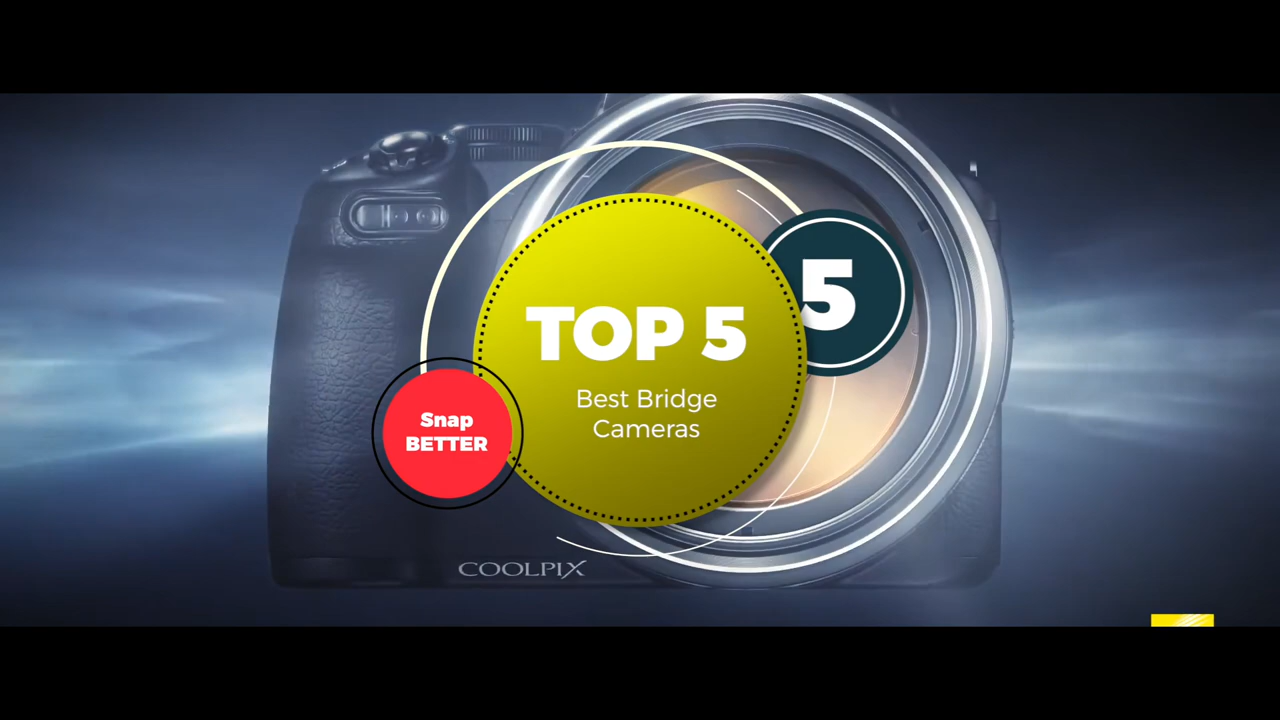 TOP 5
Best Bridge
Cameras
5
Snap
BETTER
COOLPIX